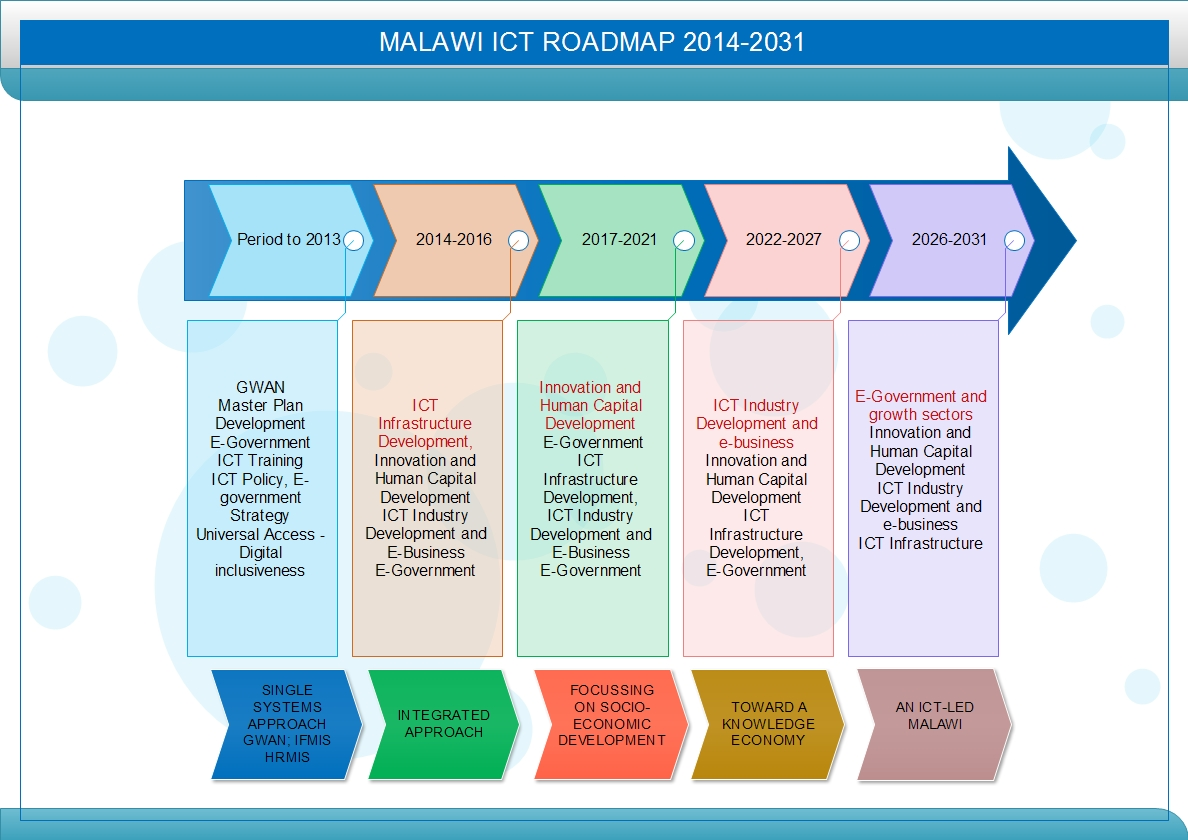 MALAWI ICT ROADMAP 2014-2031
Period to 2013
2014-2016
2017-2021
2022-2027
2026-2031
GWAN
Master Plan
Development
E-Government
ICT Training
ICT Policy, E-
government
Strategy
Universal Access -
Digital
inclusiveness
ICT
Infrastructure
Development,
Innovation and
Human Capital
Development
ICT Industry
Development and
E-Business
E-Government
Innovation and
Human Capital
Development
E-Government
ICT
Infrastructure
Development,
ICT Industry
Development and
E-Business
E-Government
ICT Industry
Development and
e-business
Innovation and
Human Capital
Development
ICT
Infrastructure
Development,
E-Government
E-Government and
growth sectors
Innovation and
Human Capital
Development
ICT Industry
Development and
e-business
ICT Infrastructure
SINGLE
SYSTEMS
APPROACH
GWAN; IFMIS
HRMIS
INTEGRATED
APPROACH
FOCUSSING
ON SOCIO-
ECONOMIC
DEVELOPMENT
TOWARD A
KNOWLEDGE
ECONOMY
AN ICT-LED
MALAWI